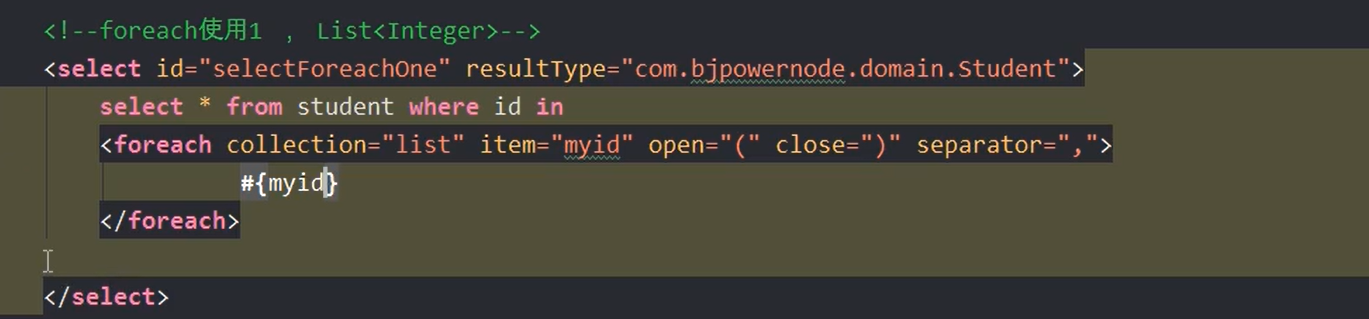 <!--foreach使用1 ， List<Integer>-->
<select id="selectForeachOne" resultType="com.bjpowernode.domain.Student">
select * from student where id in
<foreach collection="list" item="myid" open="(" close=")" separator=",">
#{myid}
</foreach>
</select>